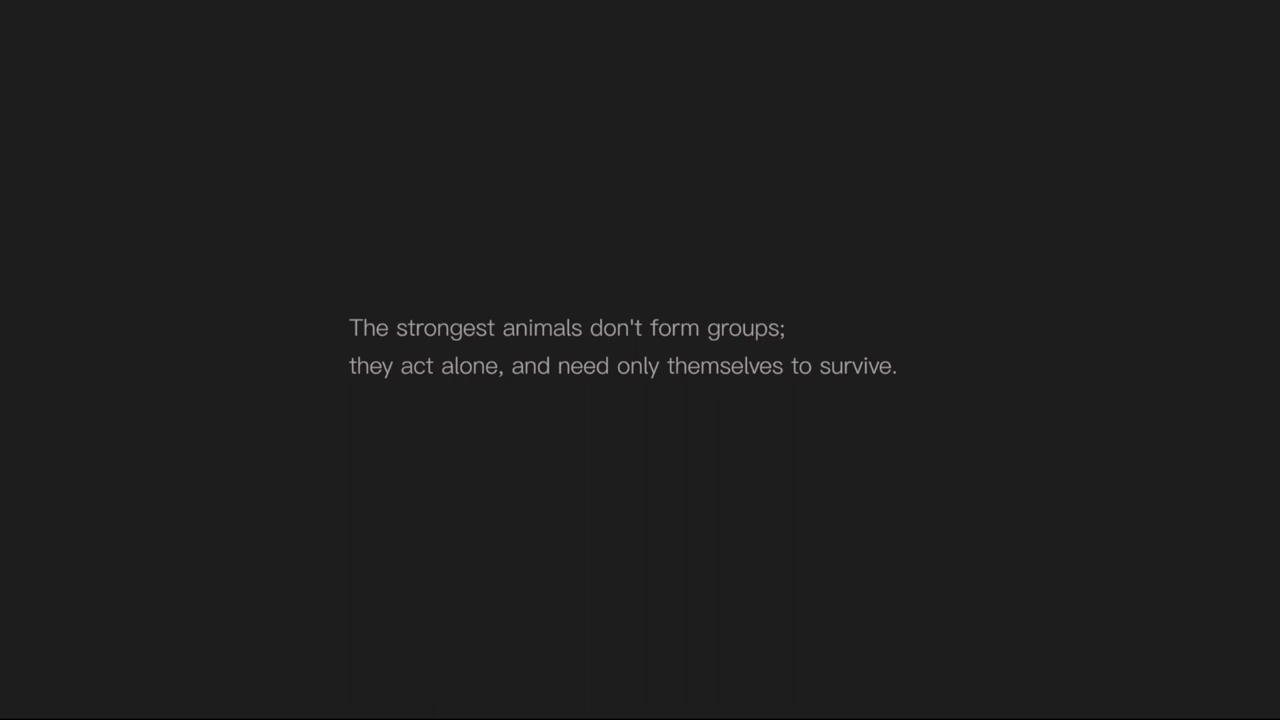 The strongest animals don't form groups;
they act alone, and need only themselves to survive.